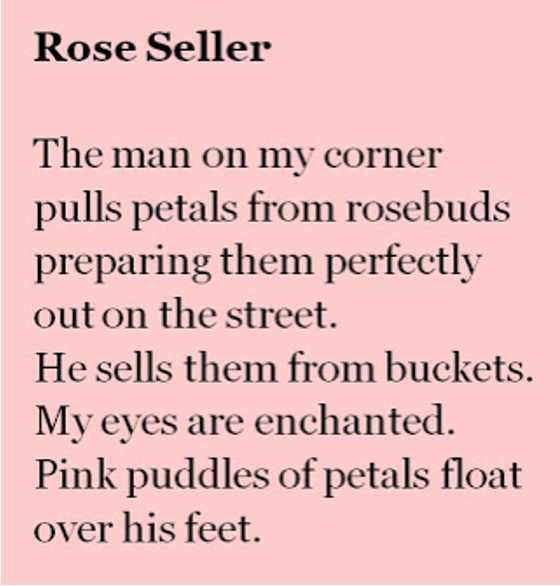 Rose Seller
The man on my corner
pulls petals from rosebuds
preparing them perfectly
out on the street.
He sells them from buckets.
My eyes are enchanted.
Pink puddles of petals float
over his feet.